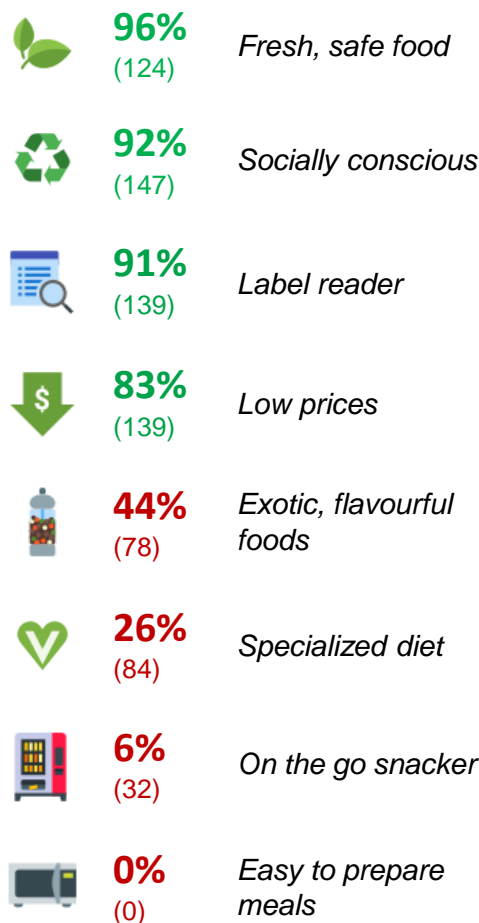 96%
(124)
Fresh, safe food
92%
(147)
Socially conscious
91%
(139)
Label reader
$
83%
(139)
Low prices
44%
(78)
Exotic, flavourful
foods
V
26%
(84)
Specialized diet
6%
(32)
On the go snacker
0%
(0)
Easy to prepare
meals